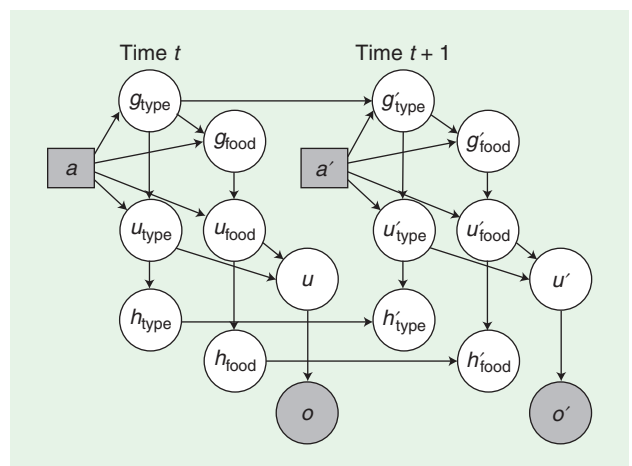 Time t Time t + 1
g_type g′_type
g_food g′_food
a a′
u_type u_food u′_type u′_food
u u′
h_type h′_type
h_food h′_food
o o′